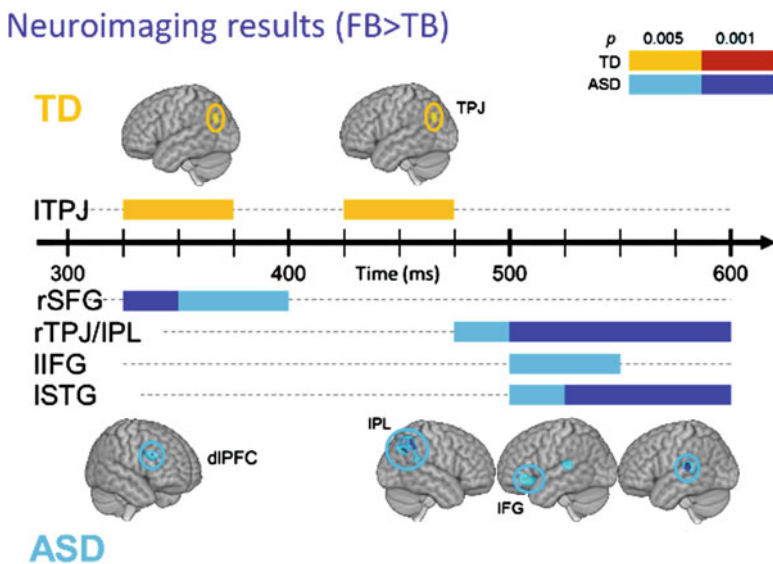 Neuroimaging results (FB>TB)
p 0.005 0.001
TD
ASD
TD
TPJ
lTPJ
300 400 Time (ms) 500 600
rSFG
rTPJ/IPL
lIFG
lSTG
dlPFC
IPL
IFG
ASD